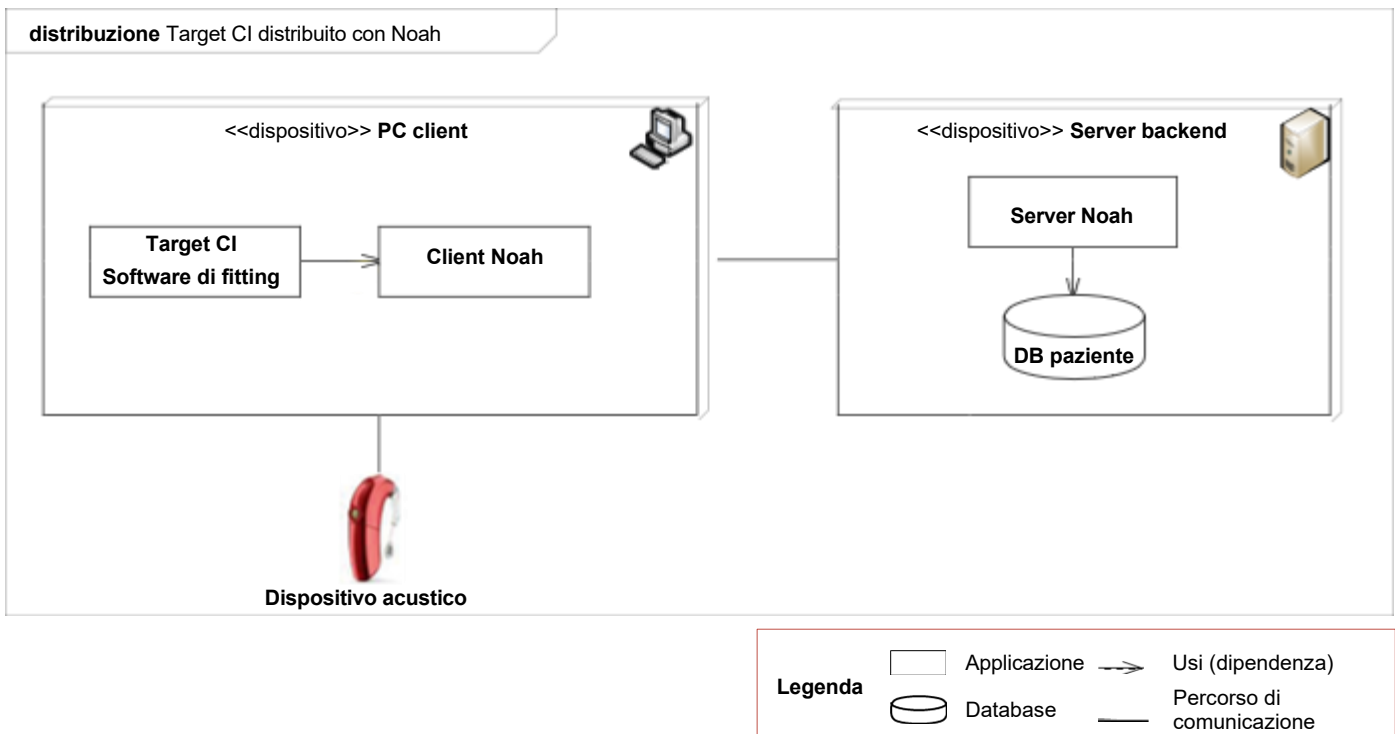 distribuzione Target CI distribuito con Noah
<<dispositivo>> PC client
Target CI
Software di fitting
Client Noah
<<dispositivo>> Server backend
Server Noah
DB paziente
Dispositivo acustico
Legenda
Applicazione
Usi (dipendenza)
Database
Percorso di
comunicazione